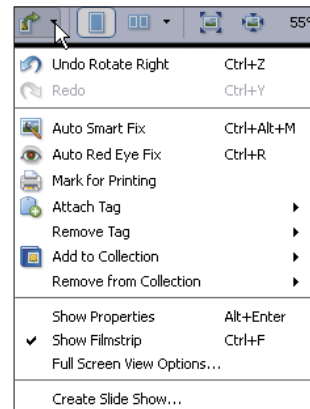 55°
Undo Rotate Right Ctrl+Z
Redo Ctrl+Y
Auto Smart Fix Ctrl+Alt+M
Auto Red Eye Fix Ctrl+R
Mark for Printing
Attach Tag
Remove Tag
Add to Collection
Remove from Collection
Show Properties Alt+Enter
Show Filmstrip Ctrl+F
Full Screen View Options...
Create Slide Show...